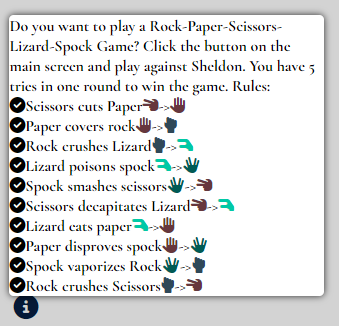 Do you want to play a Rock-Paper-Scissors-
Lizard-Spock Game? Click the button on the
main screen and play against Sheldon. You have 5
tries in one round to win the game. Rules:
Scissors cuts Paper->
Paper covers rock->
Rock crushes Lizard->
Lizard poisons spock->
Spock smashes scissors->
Scissors decapitates Lizard->
Lizard eats paper->
Paper disproves spock->
Spock vaporizes Rock->
Rock crushes Scissors->
i